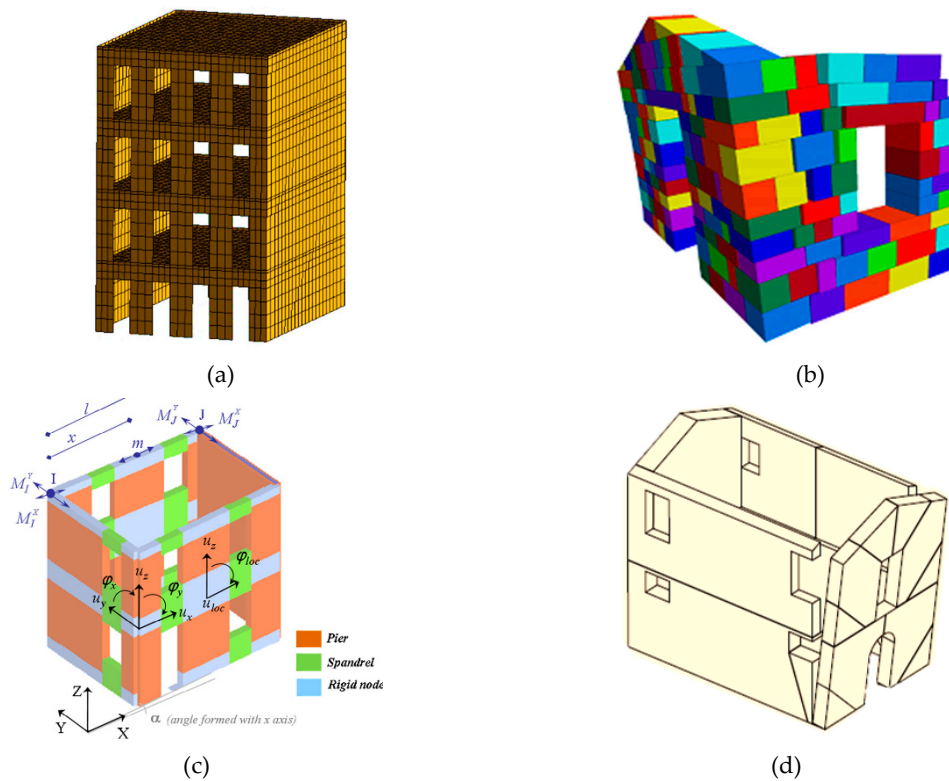 (a)
(b)
l
x
m
M_I^Y I
M_I^X
M_J^Y J M_J^X
u_z
φ_x
φ_y
u_y
u_x
u_z
φ_loc
u_loc
Pier
Spandrel
Rigid node
Z
Y
X
α (angle formed with x axis)
(c)
(d)